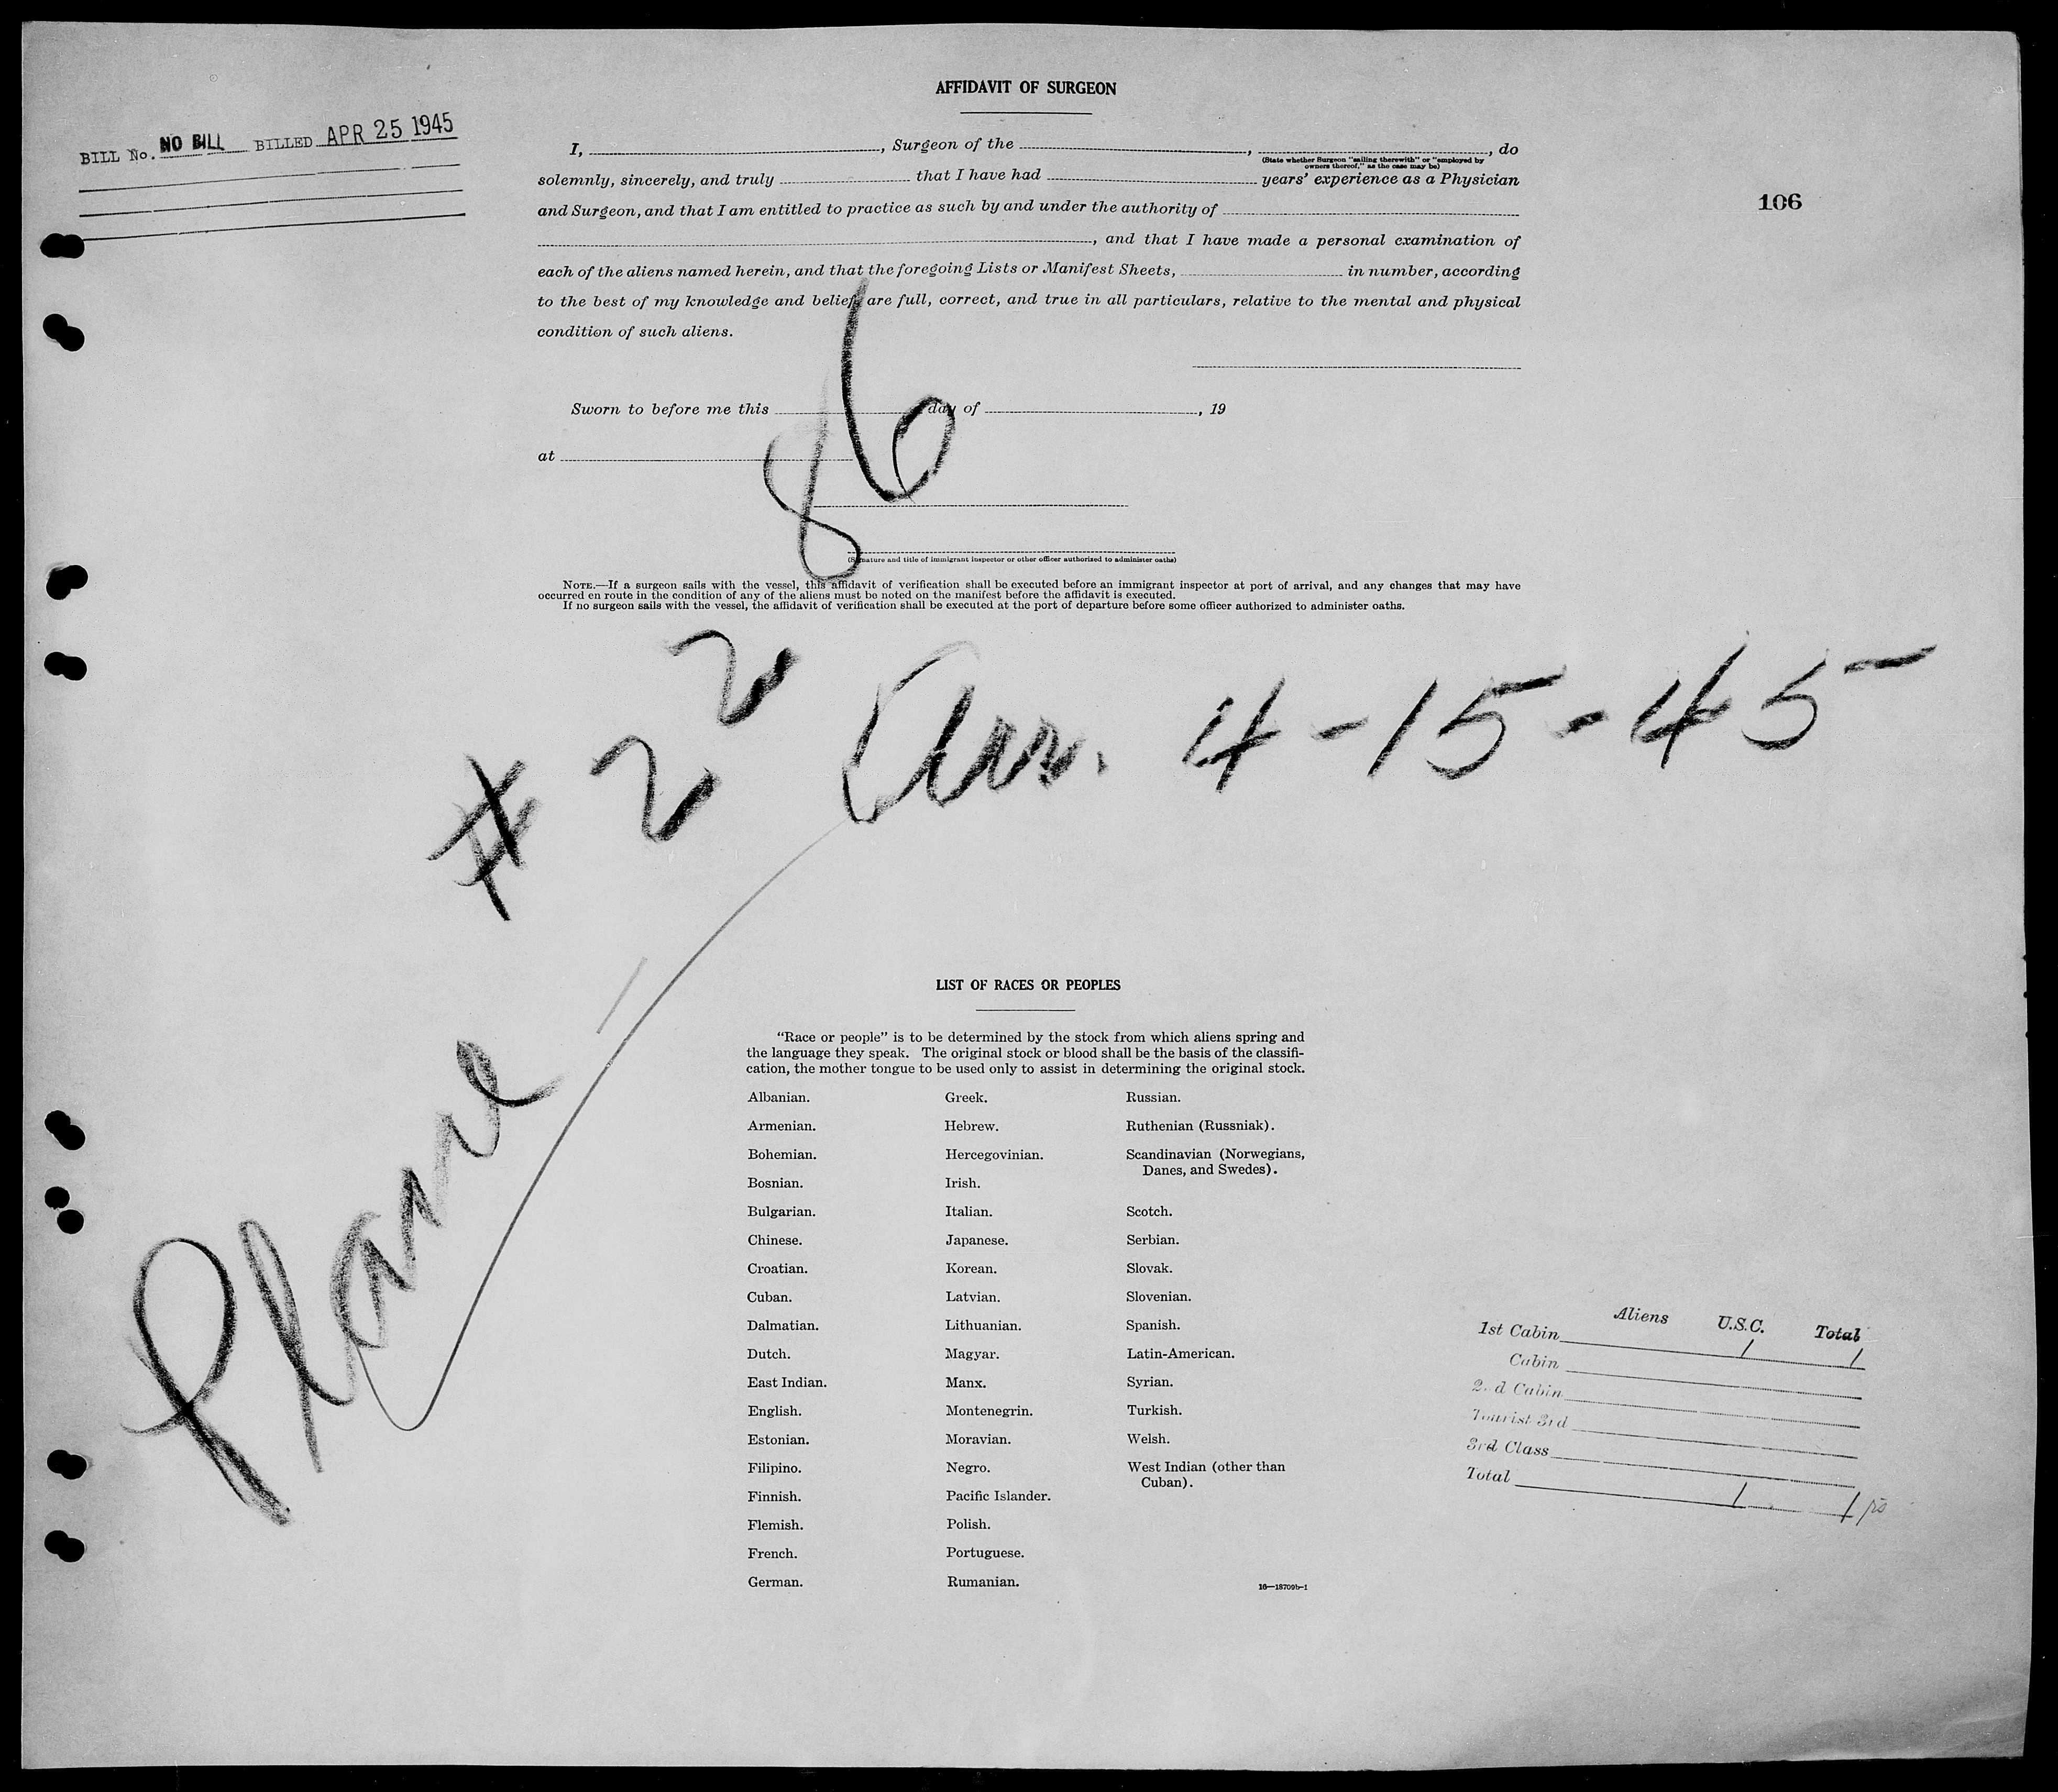 AFFIDAVIT OF SURGEON
BILL No. NO BILL BILLED APR 25 1945
106
I, , Surgeon of the , , do
(State whether Surgeon "sailing therewith" or "employed by
owners thereof," as the case may be)
solemnly, sincerely, and truly that I have had years' experience as a Physician
and Surgeon, and that I am entitled to practice as such by and under the authority of
, and that I have made a personal examination of
each of the aliens named herein, and that the foregoing Lists or Manifest Sheets, in number, according
to the best of my knowledge and belief, are full, correct, and true in all particulars, relative to the mental and physical
condition of such aliens.
Sworn to before me this day of , 19
at
86
(Signature and title of immigrant inspector or other officer authorized to administer oaths)
NOTE.—If a surgeon sails with the vessel, this affidavit of verification shall be executed before an immigrant inspector at port of arrival, and any changes that may have
occurred en route in the condition of any of the aliens must be noted on the manifest before the affidavit is executed.
If no surgeon sails with the vessel, the affidavit of verification shall be executed at the port of departure before some officer authorized to administer oaths.
Plane - # 22
Arr. 4-15-45
LIST OF RACES OR PEOPLES
"Race or people" is to be determined by the stock from which aliens spring and
the language they speak. The original stock or blood shall be the basis of the classifi-
cation, the mother tongue to be used only to assist in determining the original stock.
Albanian.
Armenian.
Bohemian.
Bosnian.
Bulgarian.
Chinese.
Croatian.
Cuban.
Dalmatian.
Dutch.
East Indian.
English.
Estonian.
Filipino.
Finnish.
Flemish.
French.
German.
Greek.
Hebrew.
Hercegovinian.
Irish.
Italian.
Japanese.
Korean.
Latvian.
Lithuanian.
Magyar.
Manx.
Montenegrin.
Moravian.
Negro.
Pacific Islander.
Polish.
Portuguese.
Rumanian.
Russian.
Ruthenian (Russniak).
Scandinavian (Norwegians,
Danes, and Swedes).
Scotch.
Serbian.
Slovak.
Slovenian.
Spanish.
Latin-American.
Syrian.
Turkish.
Welsh.
West Indian (other than
Cuban).
16—18709b-1
Aliens U.S.C. Total
1st Cabin 1 1
Cabin
2nd Cabin
Tourist 3rd
3rd Class
Total 1 1